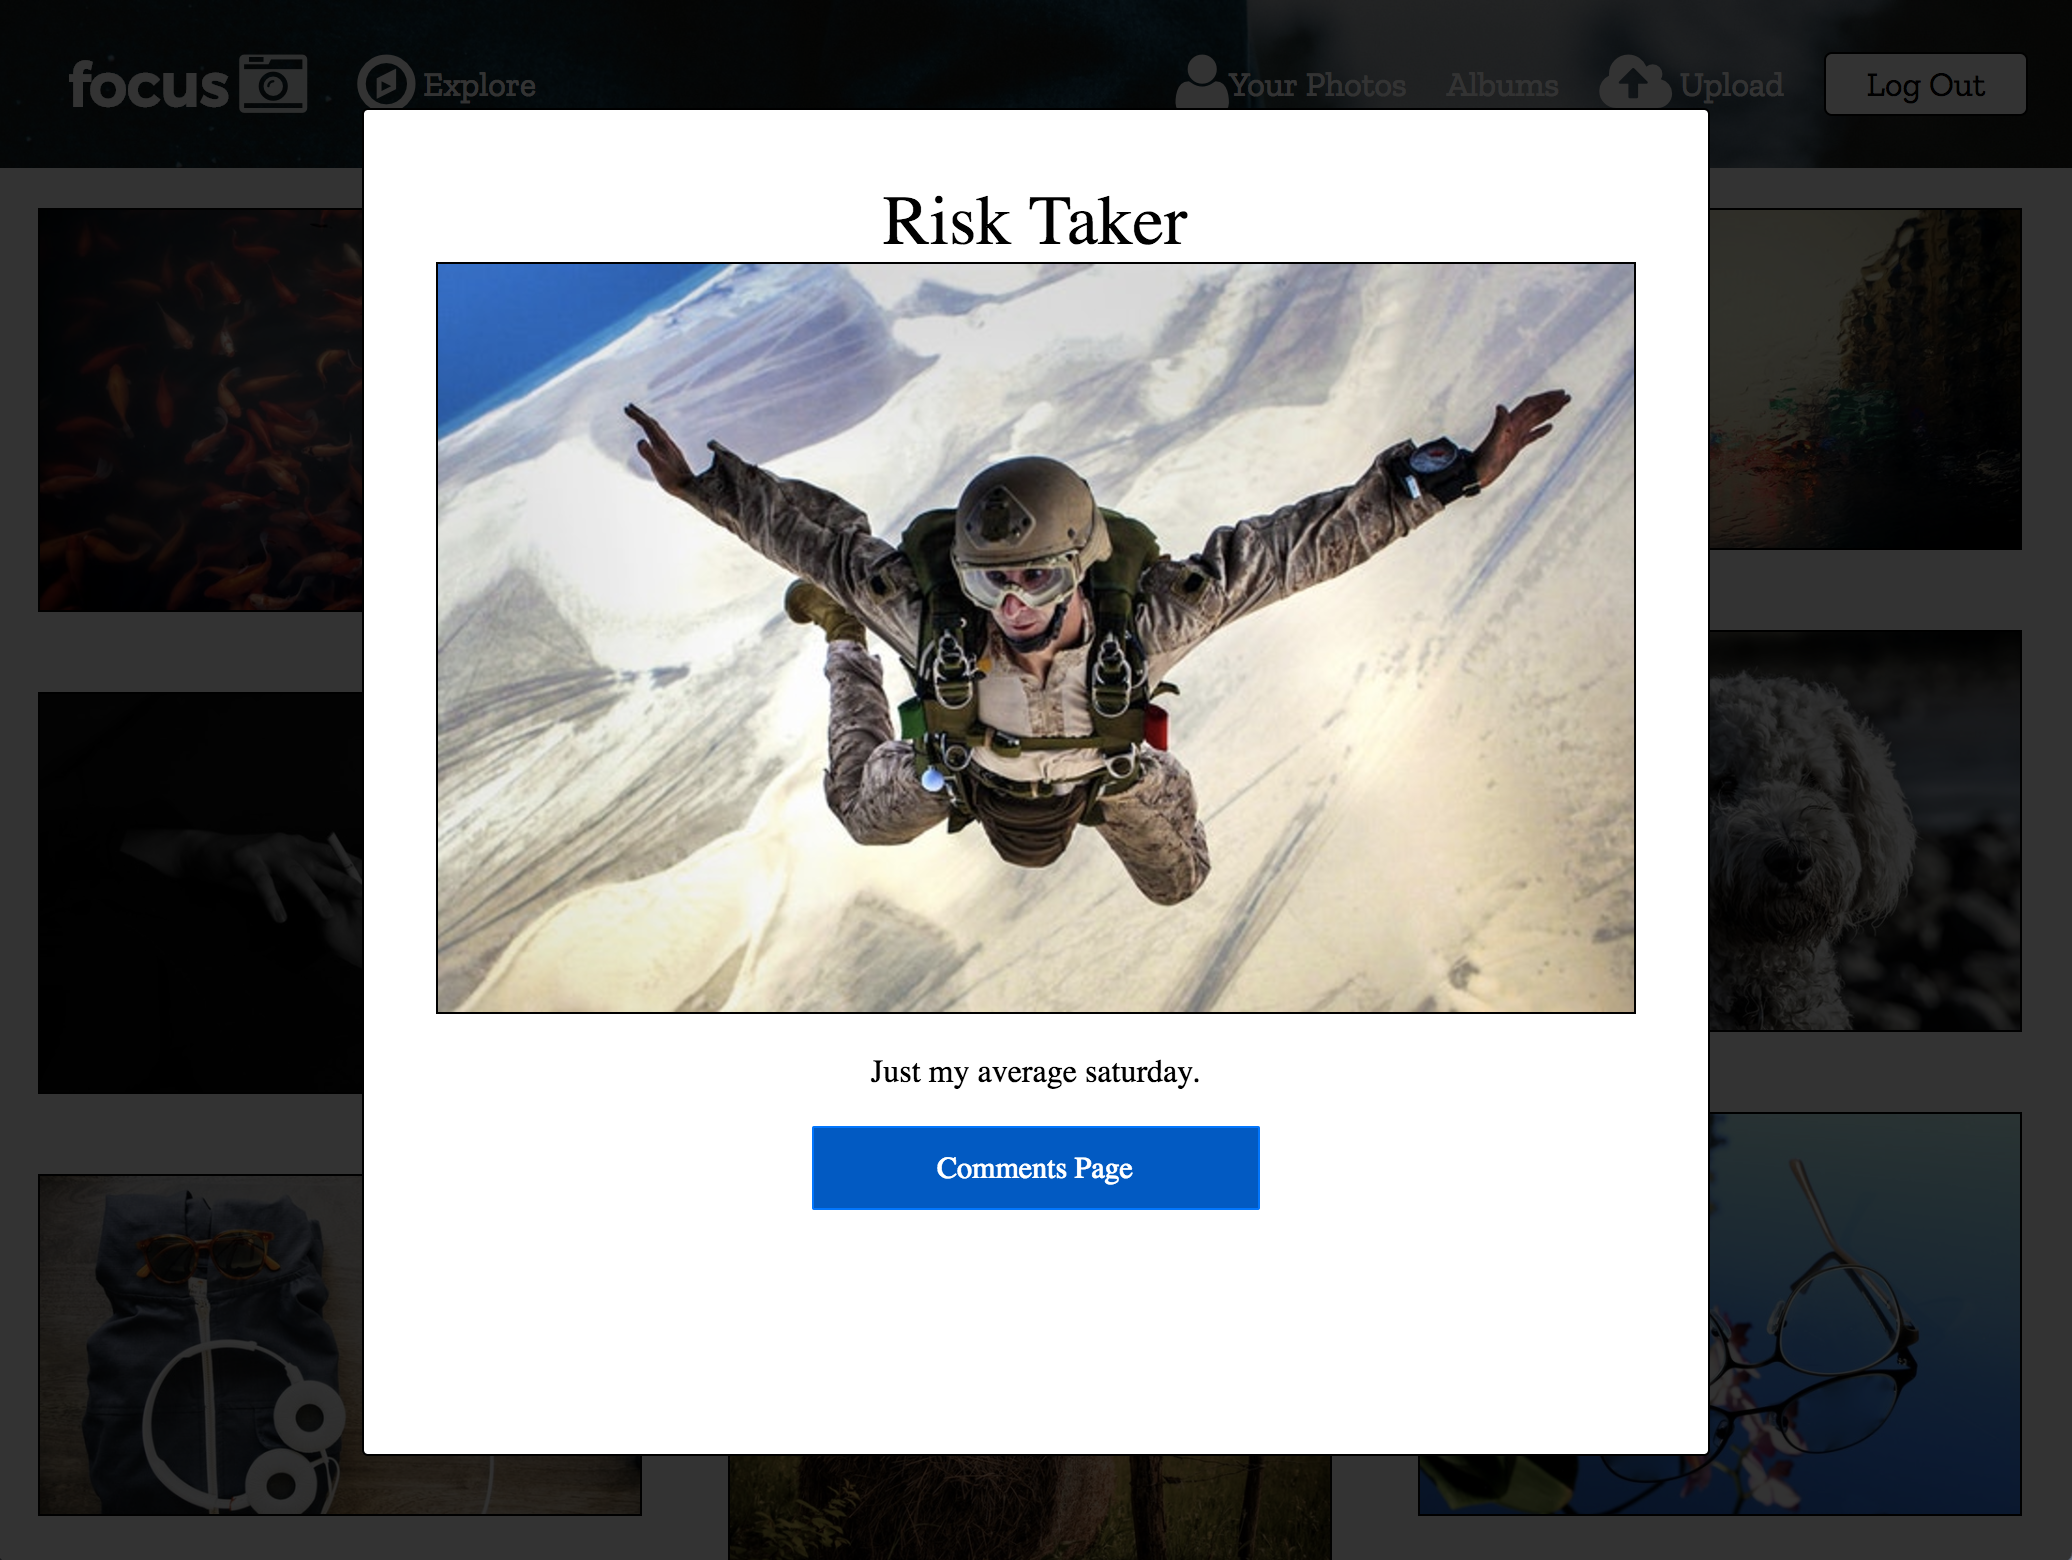 focus Explore Your Photos Albums Upload Log Out
Risk Taker
Just my average saturday.
Comments Page